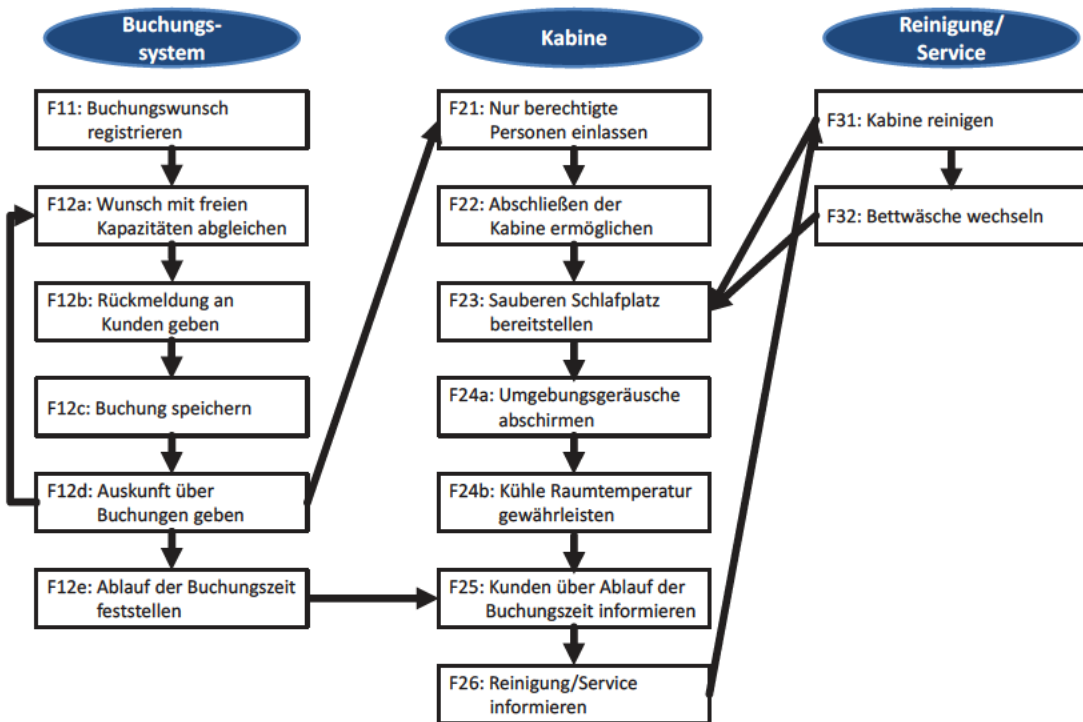 Buchungs-
system
F11: Buchungswunsch
registrieren
F12a: Wunsch mit freien
Kapazitäten abgleichen
F12b: Rückmeldung an
Kunden geben
F12c: Buchung speichern
F12d: Auskunft über
Buchungen geben
F12e: Ablauf der Buchungszeit
feststellen
Kabine
F21: Nur berechtigte
Personen einlassen
F22: Abschließen der
Kabine ermöglichen
F23: Sauberen Schlafplatz
bereitstellen
F24a: Umgebungsgeräusche
abschirmen
F24b: Kühle Raumtemperatur
gewährleisten
F25: Kunden über Ablauf der
Buchungszeit informieren
F26: Reinigung/Service
informieren
Reinigung/
Service
F31: Kabine reinigen
F32: Bettwäsche wechseln